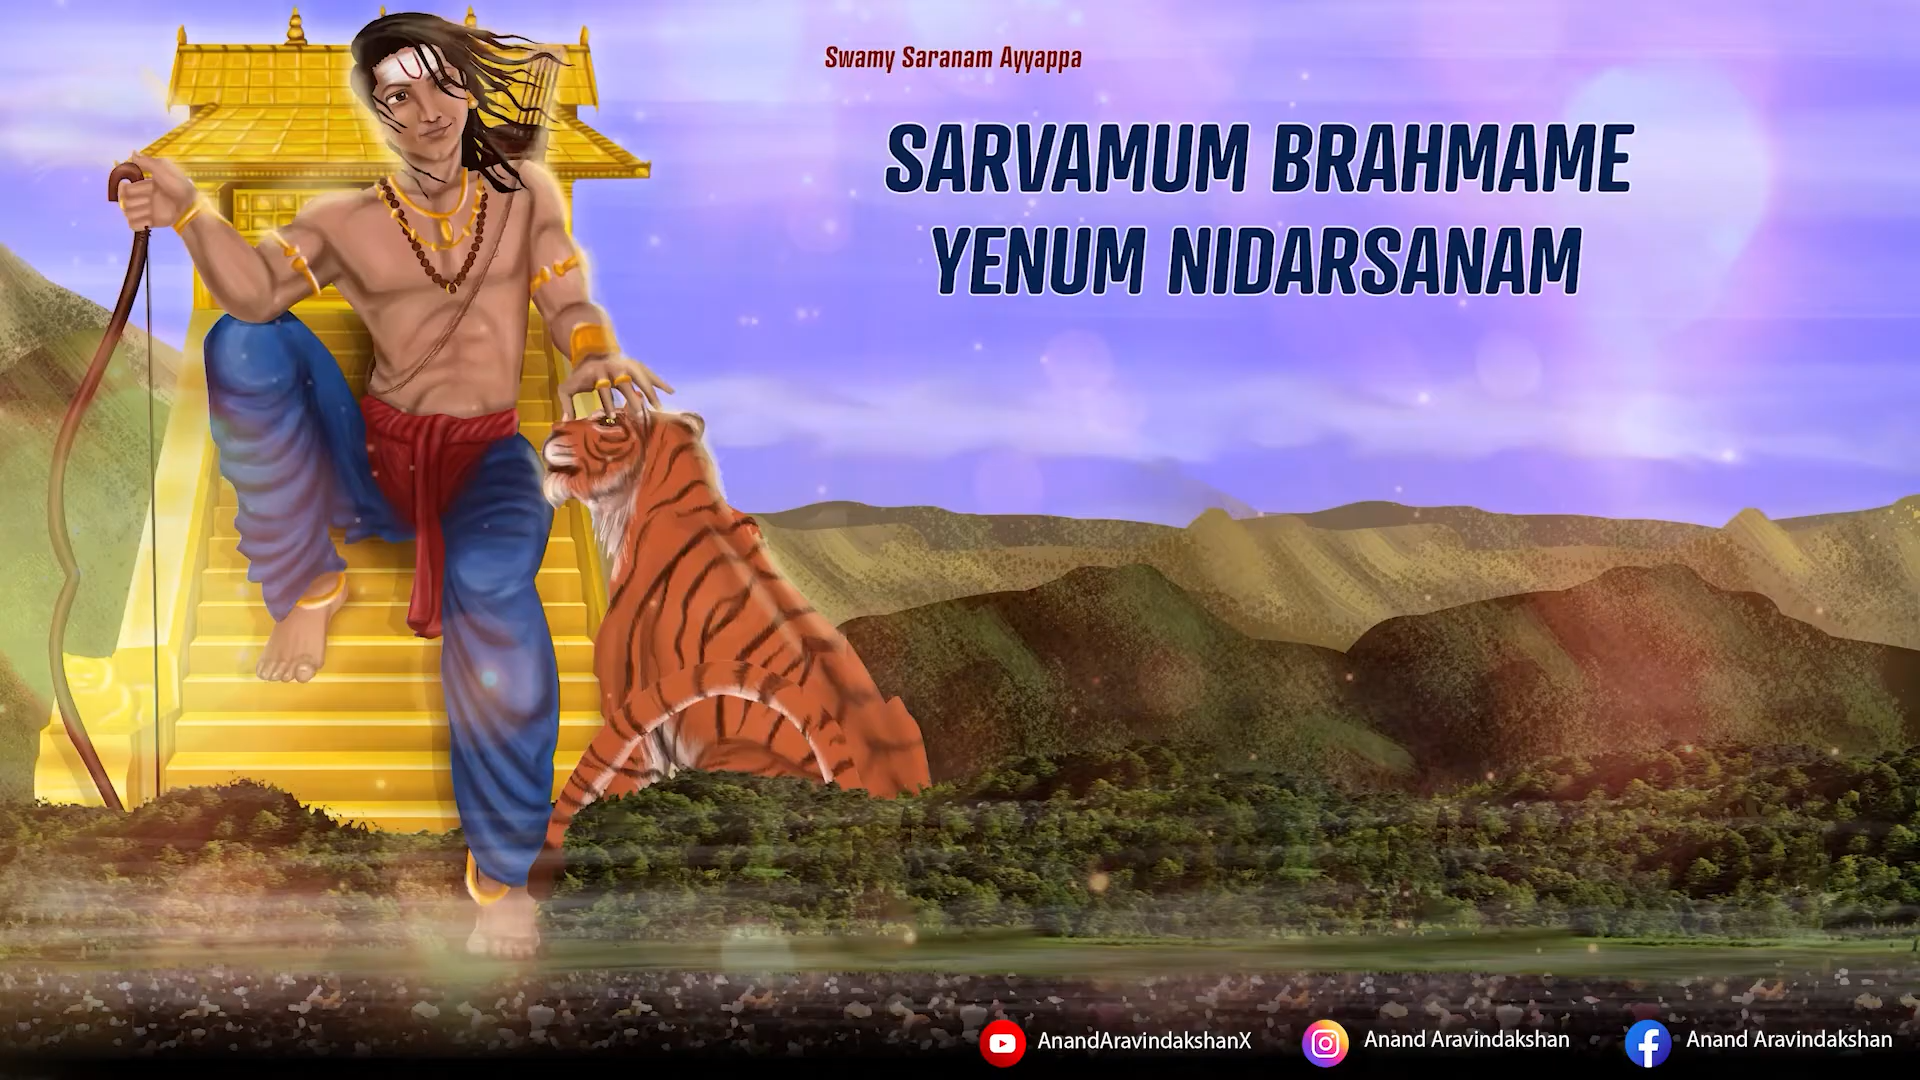 Swamy Saranam Ayyappa
SARVAMUM BRAHMAME
YENUM NIDARSANAM
AnandAravindakshanX
Anand Aravindakshan
Anand Aravindakshan